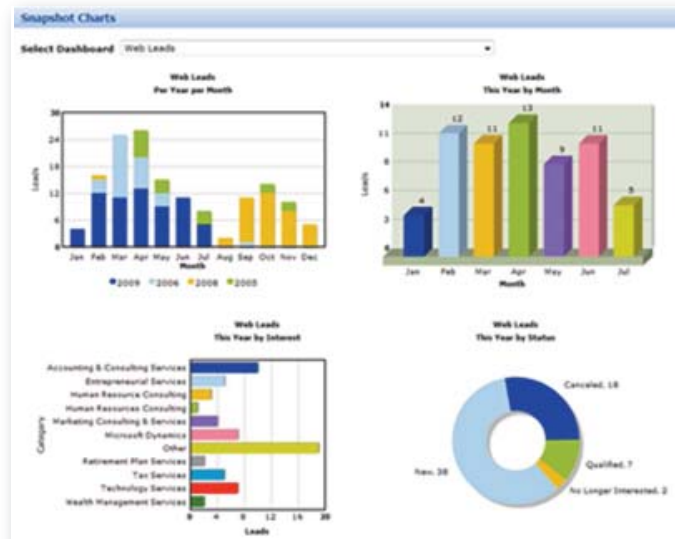 Snapshot Charts
Select Dashboard Web Leads
Web Leads
Per Year per Month
Leads
30
24
18
12
6
0
Jan Feb Mar Apr May Jun Jul Aug Sep Oct Nov Dec
Month
2009 2006 2008 2005
Web Leads
This Year by Month
Leads
14
11
8
6
3
0
4
12
11
13
9
11
5
Jan Feb Mar Apr May Jun Jul
Month
Web Leads
This Year by Interest
Category
Accounting & Consulting Services
Entrepreneurial Services
Human Resource Consulting
Human Resources Consulting
Marketing Consulting & Services
Microsoft Dynamics
Other
Retirement Plan Services
Tax Services
Technology Services
Wealth Management Services
0 4 8 12 16 20
Leads
Web Leads
This Year by Status
Canceled, 18
Qualified, 7
No Longer Interested, 2
New, 38